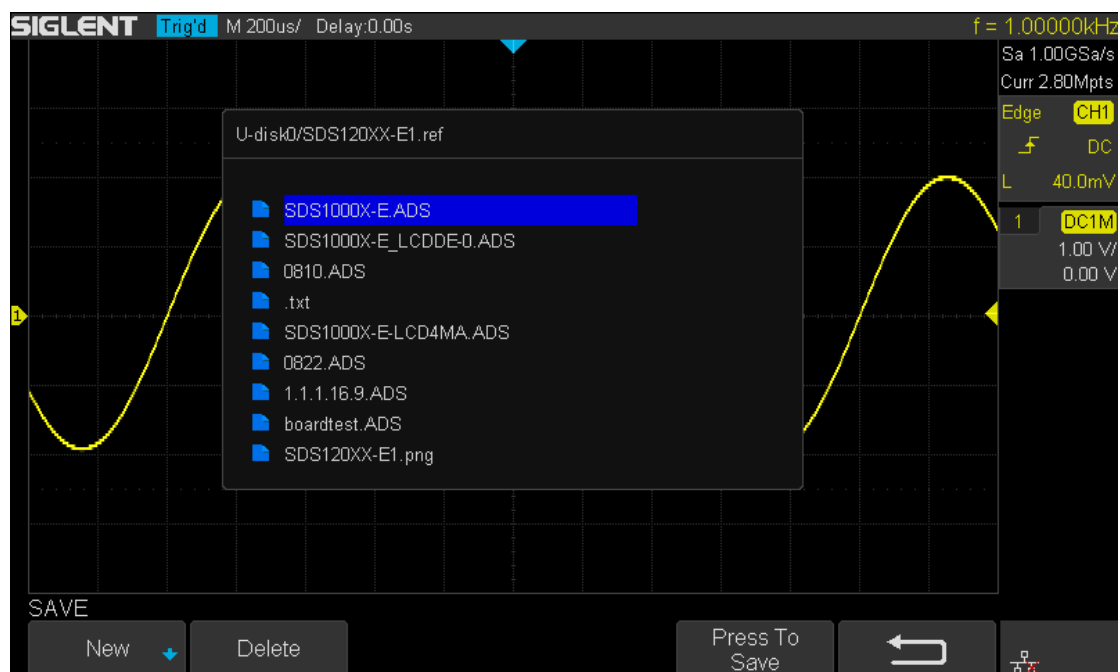 SIGLENT Trig'd M 200us/ Delay:0.00s f = 1.00000kHz
Sa 1.00GSa/s
Curr 2.80Mpts
Edge CH1
DC
L 40.0mV
1 DC1M
1.00 V/
0.00 V
U-disk0/SDS120XX-E1.ref
SDS1000X-E.ADS
SDS1000X-E_LCDDE-0.ADS
0810.ADS
.txt
SDS1000X-E-LCD4MA.ADS
0822.ADS
1.1.1.16.9.ADS
boardtest.ADS
SDS120XX-E1.png
1
SAVE
New Delete Press To
Save